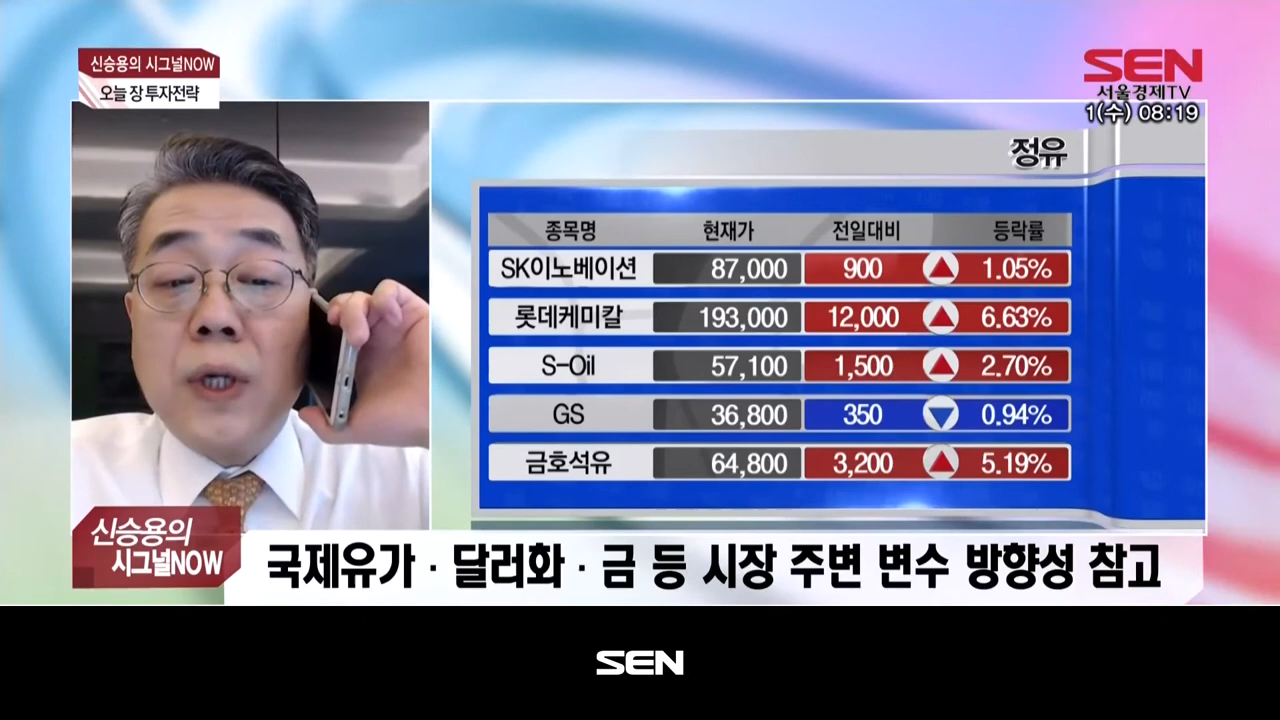 신승용의 시그널NOW
오늘 장 투자전략
SEN
서울경제TV
1(수) 08:19
정유
종목명 현재가 전일대비 등락률
SK이노베이션 87,000 900 ▲ 1.05%
롯데케미칼 193,000 12,000 ▲ 6.63%
S-Oil 57,100 1,500 ▲ 2.70%
GS 36,800 350 ▼ 0.94%
금호석유 64,800 3,200 ▲ 5.19%
신승용의
시그널NOW
국제유가·달러화·금 등 시장 주변 변수 방향성 참고
SEN